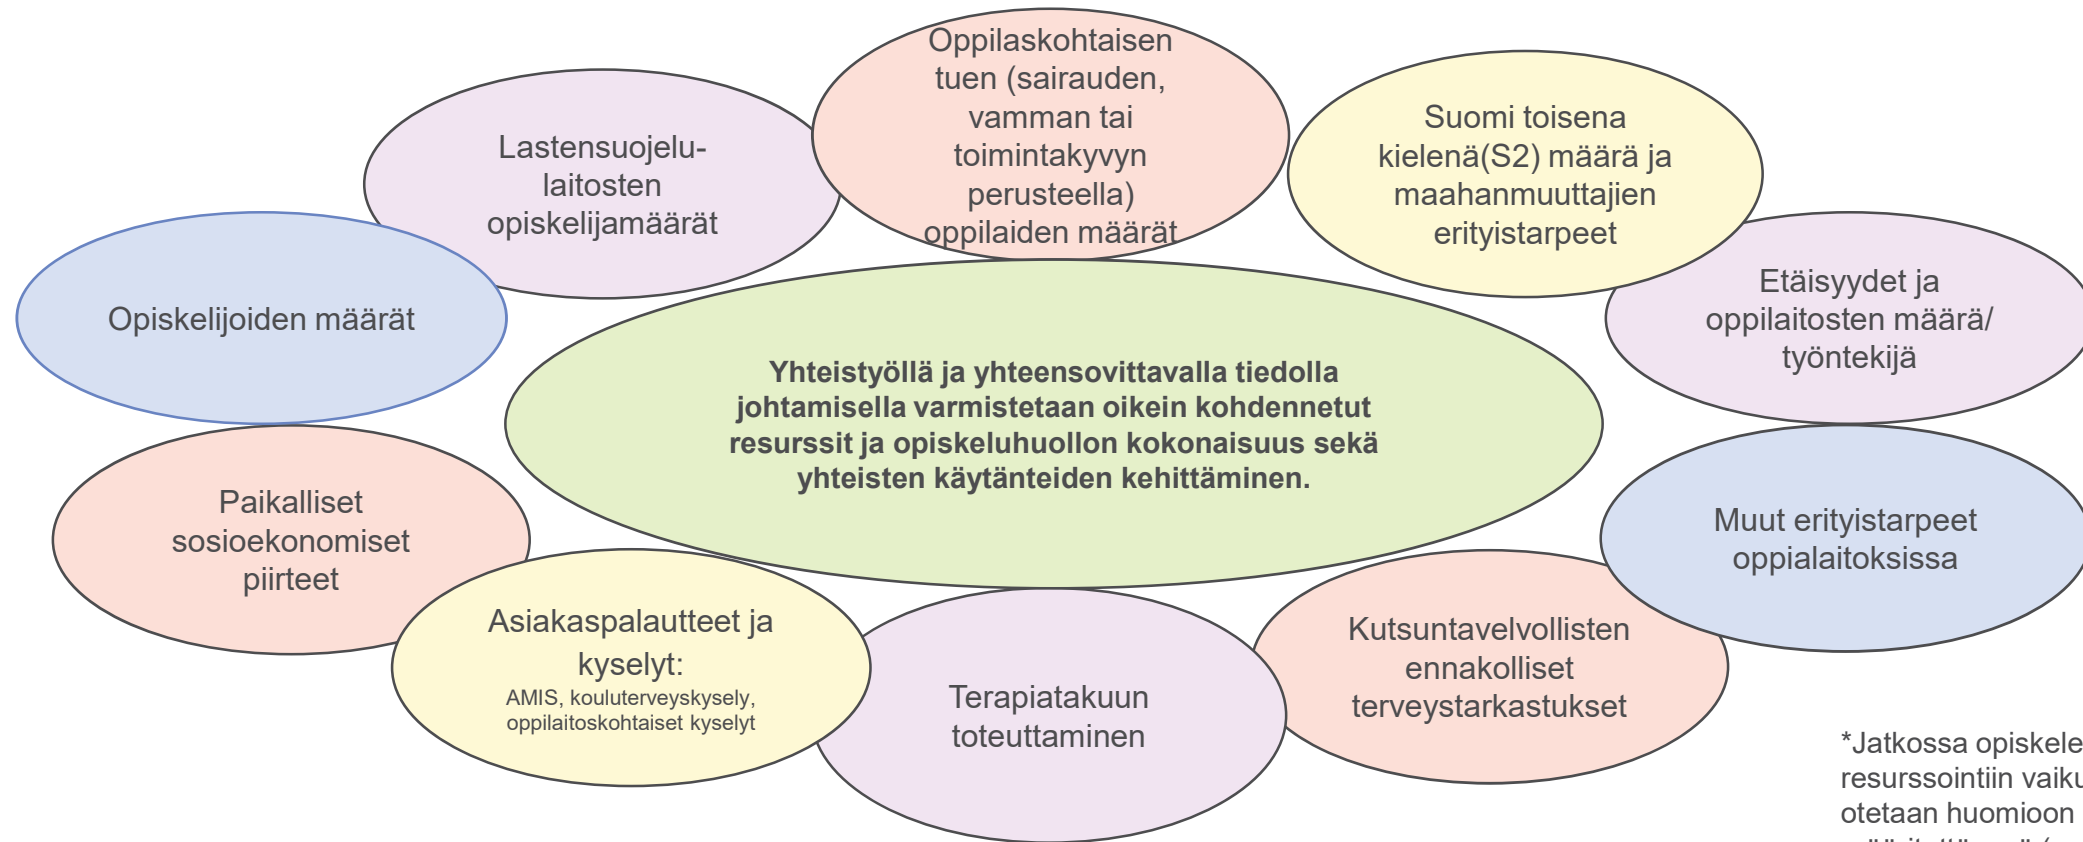 Oppilaskohtaisen
tuen (sairauden,
vamman tai
toimintakyvyn
perusteella)
oppilaiden määrät
Lastensuojelu-
laitosten
opiskelijamäärät
Suomi toisena
kielenä(S2) määrä ja
maahanmuuttajien
erityistarpeet
Opiskelijoiden määrät
Etäisyydet ja
oppilaitosten määrä/
työntekijä
Yhteistyöllä ja yhteensovittavalla tiedolla
johtamisella varmistetaan oikein kohdennetut
resurssit ja opiskeluhuollon kokonaisuus sekä
yhteisten käytänteiden kehittäminen.
Paikalliset
sosioekonomiset
piirteet
Muut erityistarpeet
oppialaitoksissa
Asiakaspalautteet ja
kyselyt:
AMIS, kouluterveyskysely,
oppilaitoskohtaiset kyselyt
Terapiatakuun
toteuttaminen
Kutsuntavelvollisten
ennakolliset
terveystarkastukset
*Jatkossa
resurssointiin
otetaan huomioon